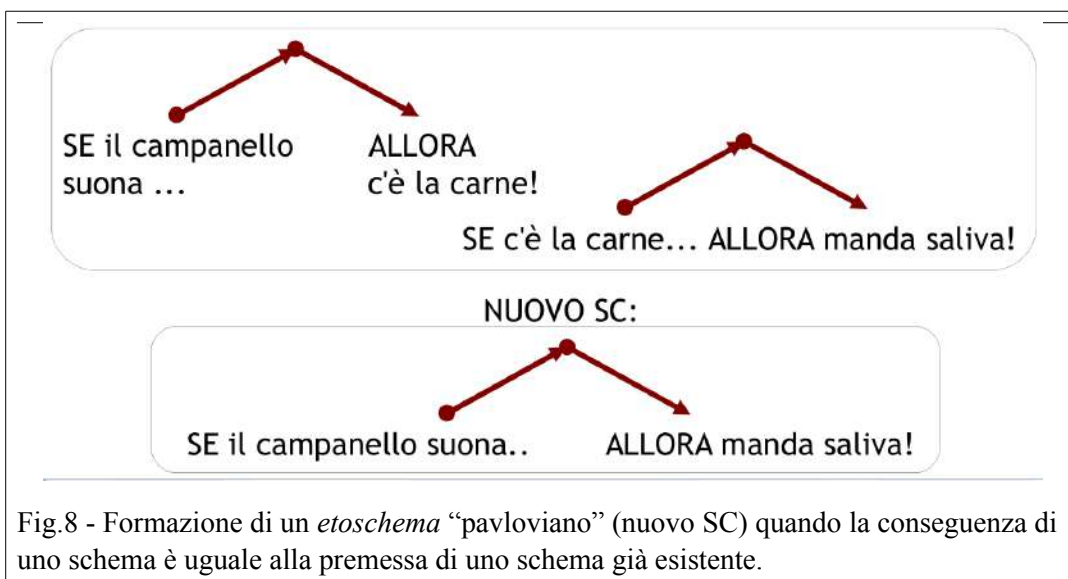 SE il campanello
suona ...
ALLORA
c'è la carne!
SE c'è la carne... ALLORA manda saliva!
NUOVO SC:
SE il campanello suona.. ALLORA manda saliva!
Fig.8 - Formazione di un etoschema “pavloviano” (nuovo SC) quando la conseguenza di
uno schema è uguale alla premessa di uno schema già esistente.